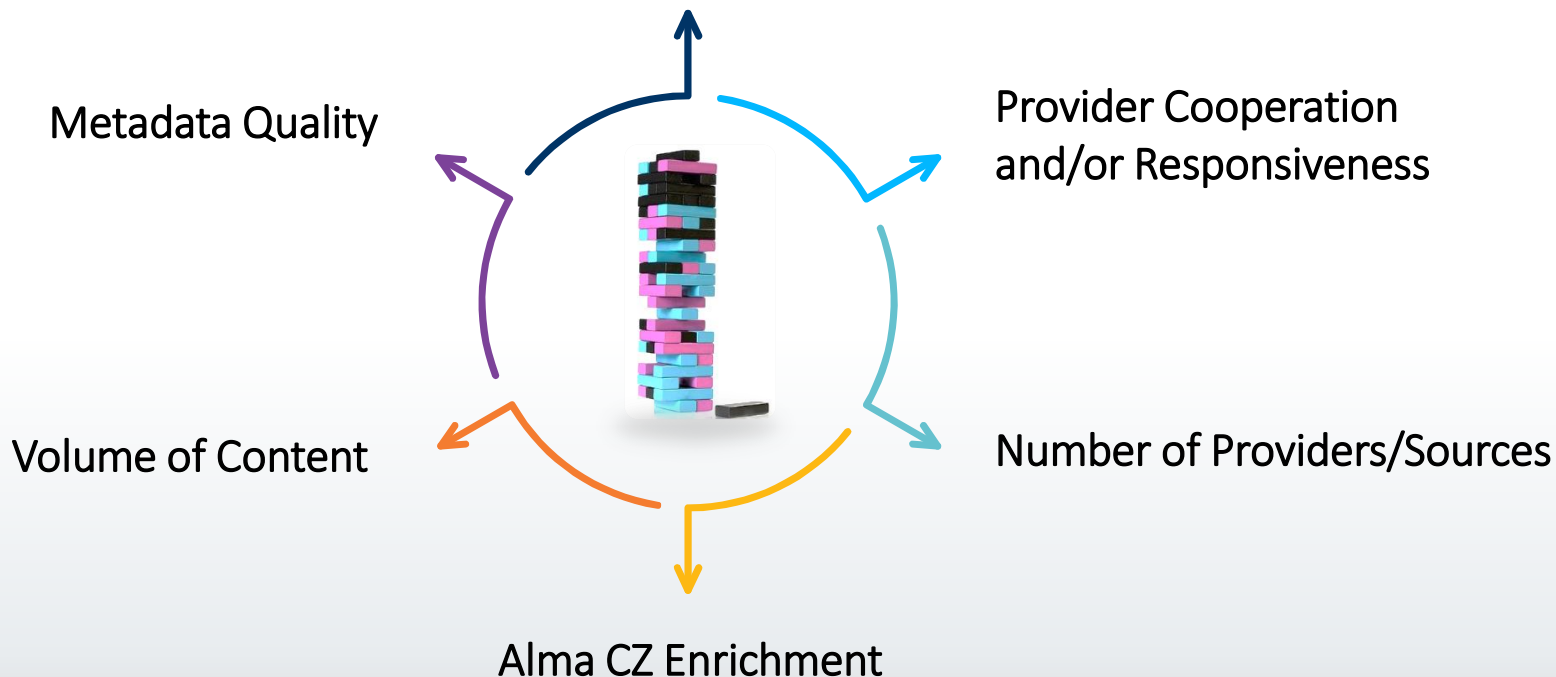 Metadata Quality
Provider Cooperation
and/or Responsiveness
Volume of Content
Number of Providers/Sources
Alma CZ Enrichment